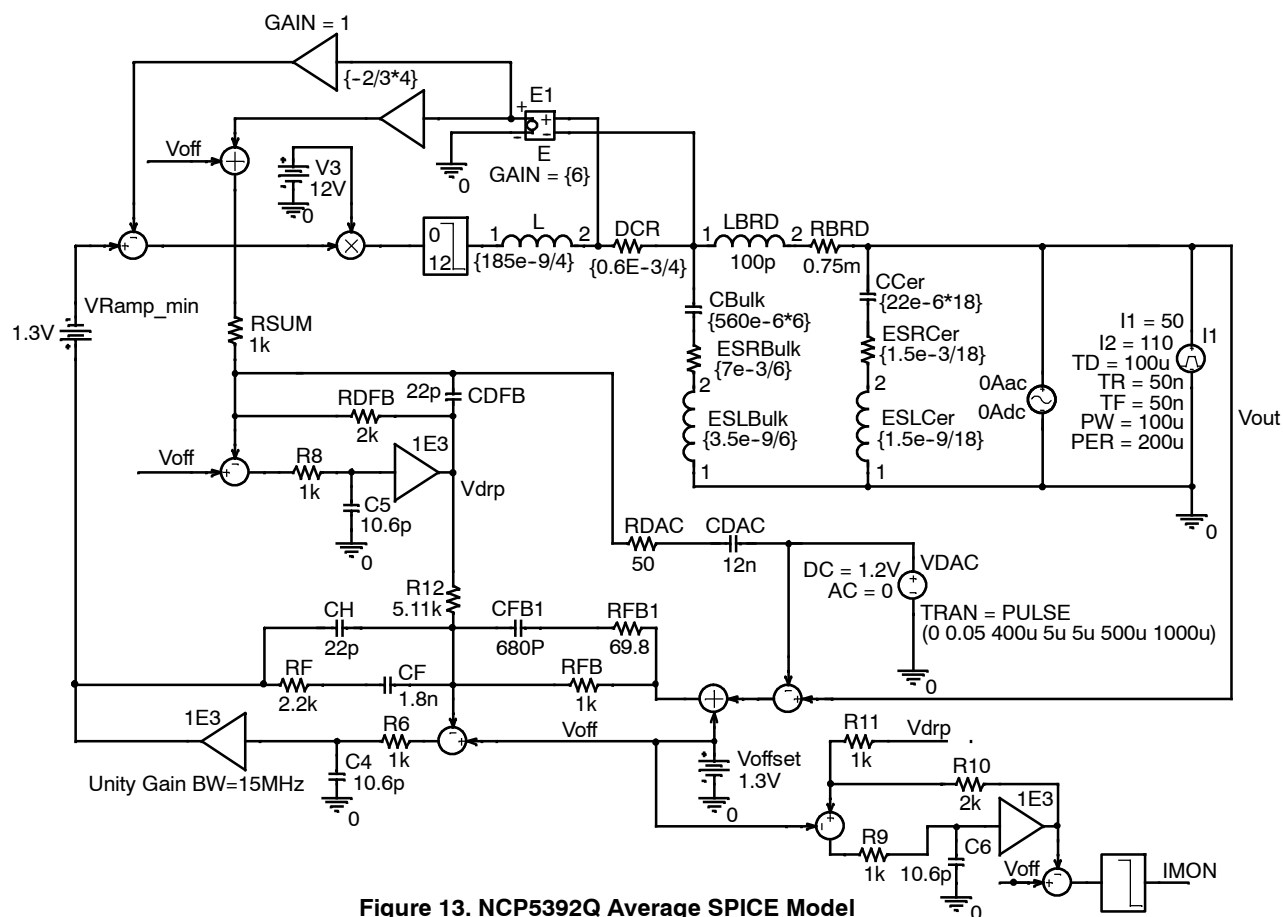 GAIN = 1
{-2/3*4}
E1
+
+
-
-
E
GAIN = {6}
0
Voff
+
V3
12V
0
+
-
×
0
12
1
L
2
{185e-9/4}
DCR
{0.6E-3/4}
1
LBRD
2
100p
RBRD
0.75m
VRamp_min
1.3V
RSUM
1k
CBulk
{560e-6*6}
ESRBulk
{7e-3/6}
2
ESLBulk
{3.5e-9/6}
1
CCer
{22e-6*18}
ESRCer
{1.5e-3/18}
2
ESLCer
{1.5e-9/18}
1
0Aac
0Adc
I1 = 50
I2 = 110
TD = 100u
TR = 50n
TF = 50n
PW = 100u
PER = 200u
I1
Vout
0
22p
CDFB
RDFB
2k
Voff
+
-
R8
1k
1E3
C5
10.6p
0
Vdrp
RDAC
50
CDAC
12n
DC = 1.2V
AC = 0
VDAC
+
-
TRAN = PULSE
(0 0.05 400u 5u 5u 500u 1000u)
0
R12
5.11k
CH
22p
CFB1
680P
RFB1
69.8
RF
2.2k
CF
1.8n
RFB
1k
+
-
+
1E3
R6
1k
-
+
Voff
C4
10.6p
0
Unity Gain BW=15MHz
Voffset
1.3V
0
R11
1k
Vdrp
R10
2k
1E3
+
-
R9
1k
C6
10.6p
0
Voff
+
-
IMON
Figure 13. NCP5392Q Average SPICE Model